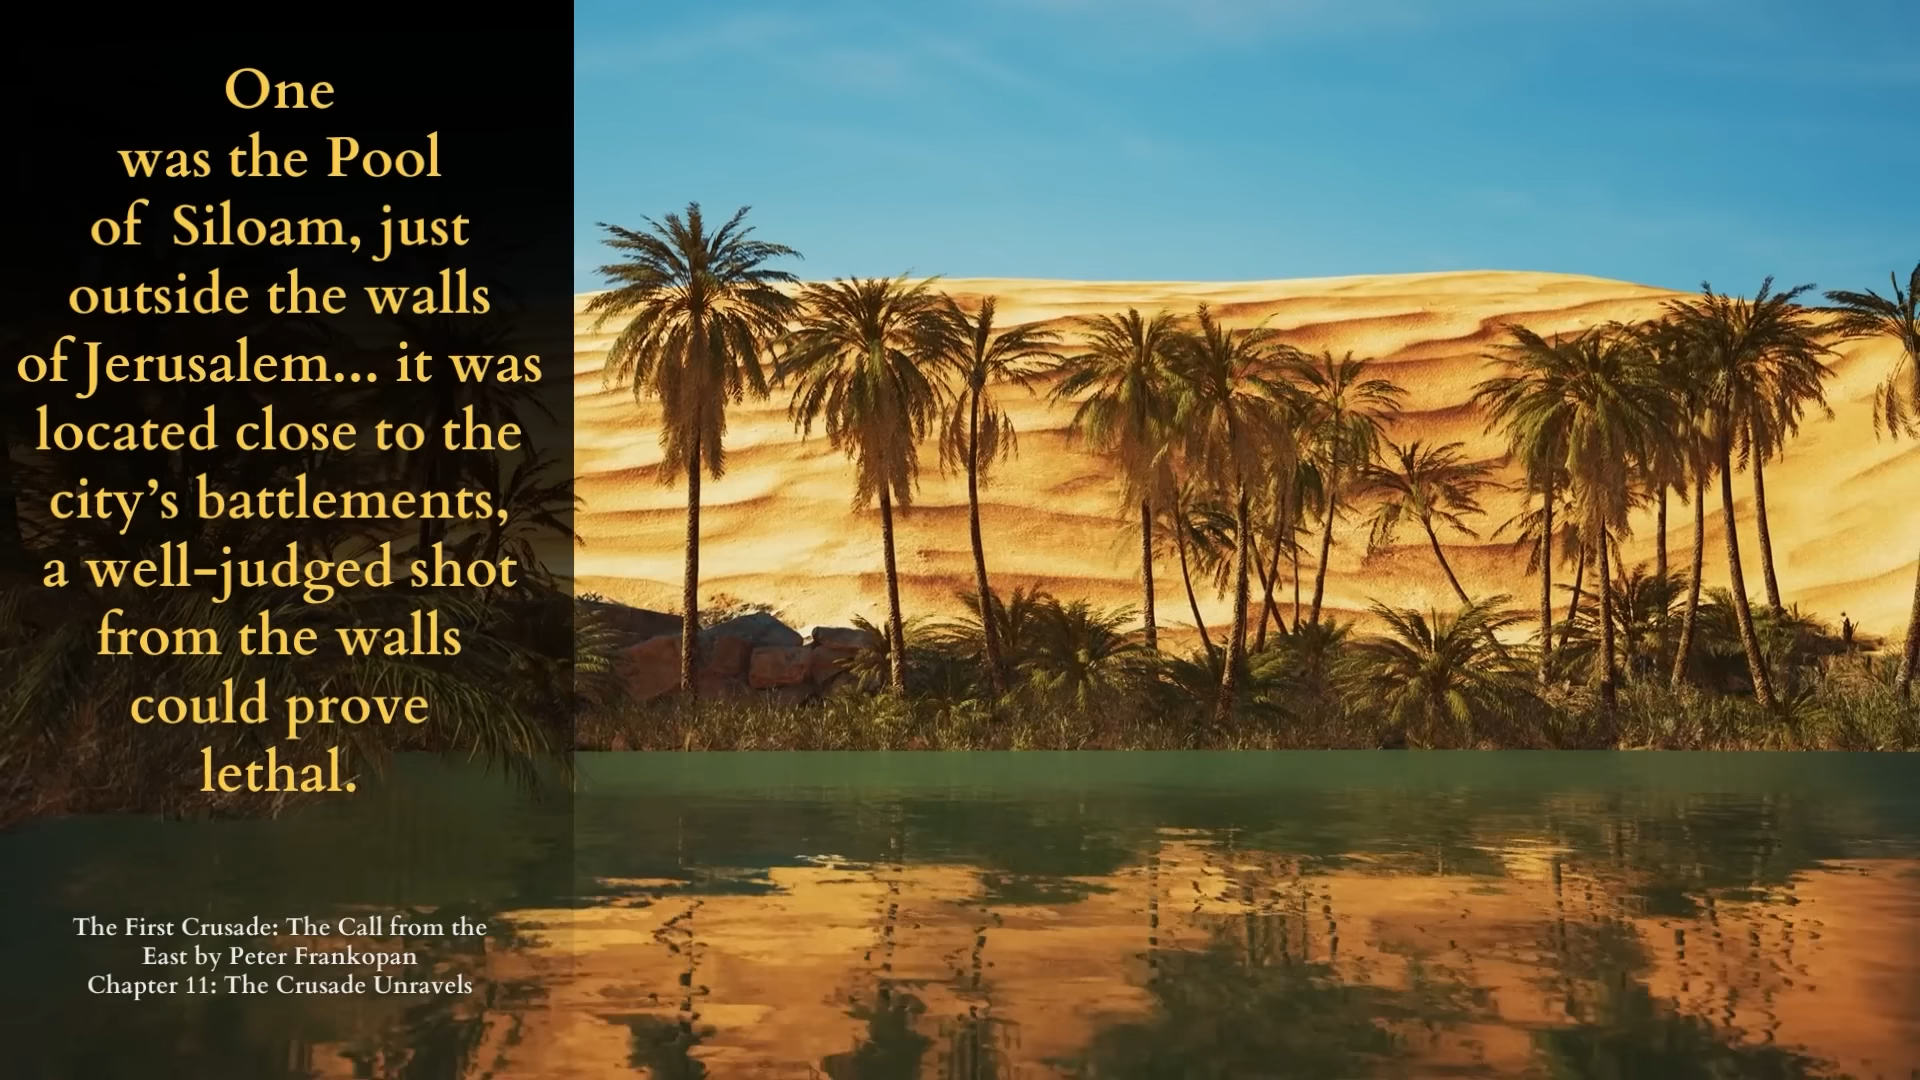 One
was the Pool
of  Siloam, just
outside the walls
of Jerusalem... it was
located close to the
city’s battlements,
a well-judged shot
from the walls
could prove
lethal.
The First Crusade: The Call from the
East by Peter Frankopan
Chapter 11: The Crusade Unravels